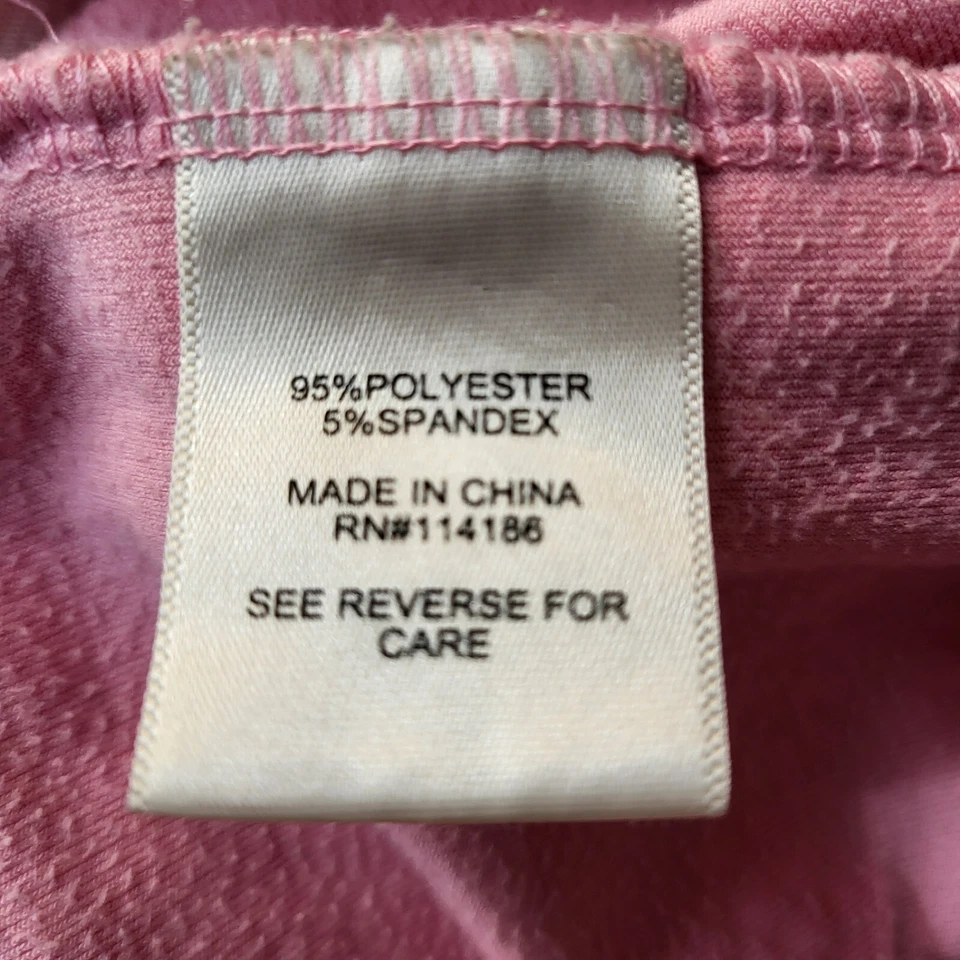 95%POLYESTER
5%SPANDEX
MADE IN CHINA
RN#114186
SEE REVERSE FOR
CARE